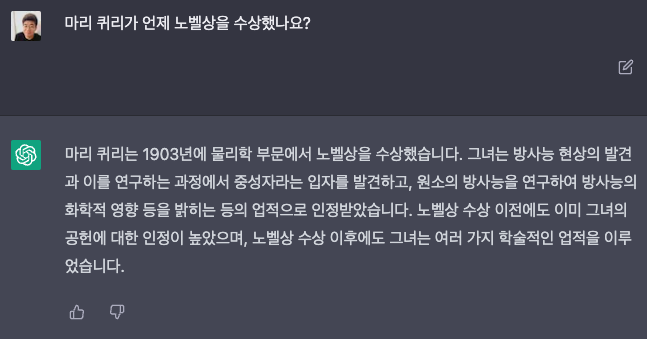 마리 퀴리가 언제 노벨상을 수상했나요?
마리 퀴리는 1903년에 물리학 부문에서 노벨상을 수상했습니다. 그녀는 방사능 현상의 발견
과 이를 연구하는 과정에서 중성자라는 입자를 발견하고, 원소의 방사능을 연구하여 방사능의
화학적 영향 등을 밝히는 등의 업적으로 인정받았습니다. 노벨상 수상 이전에도 이미 그녀의
공헌에 대한 인정이 높았으며, 노벨상 수상 이후에도 그녀는 여러 가지 학술적인 업적을 이루
었습니다.